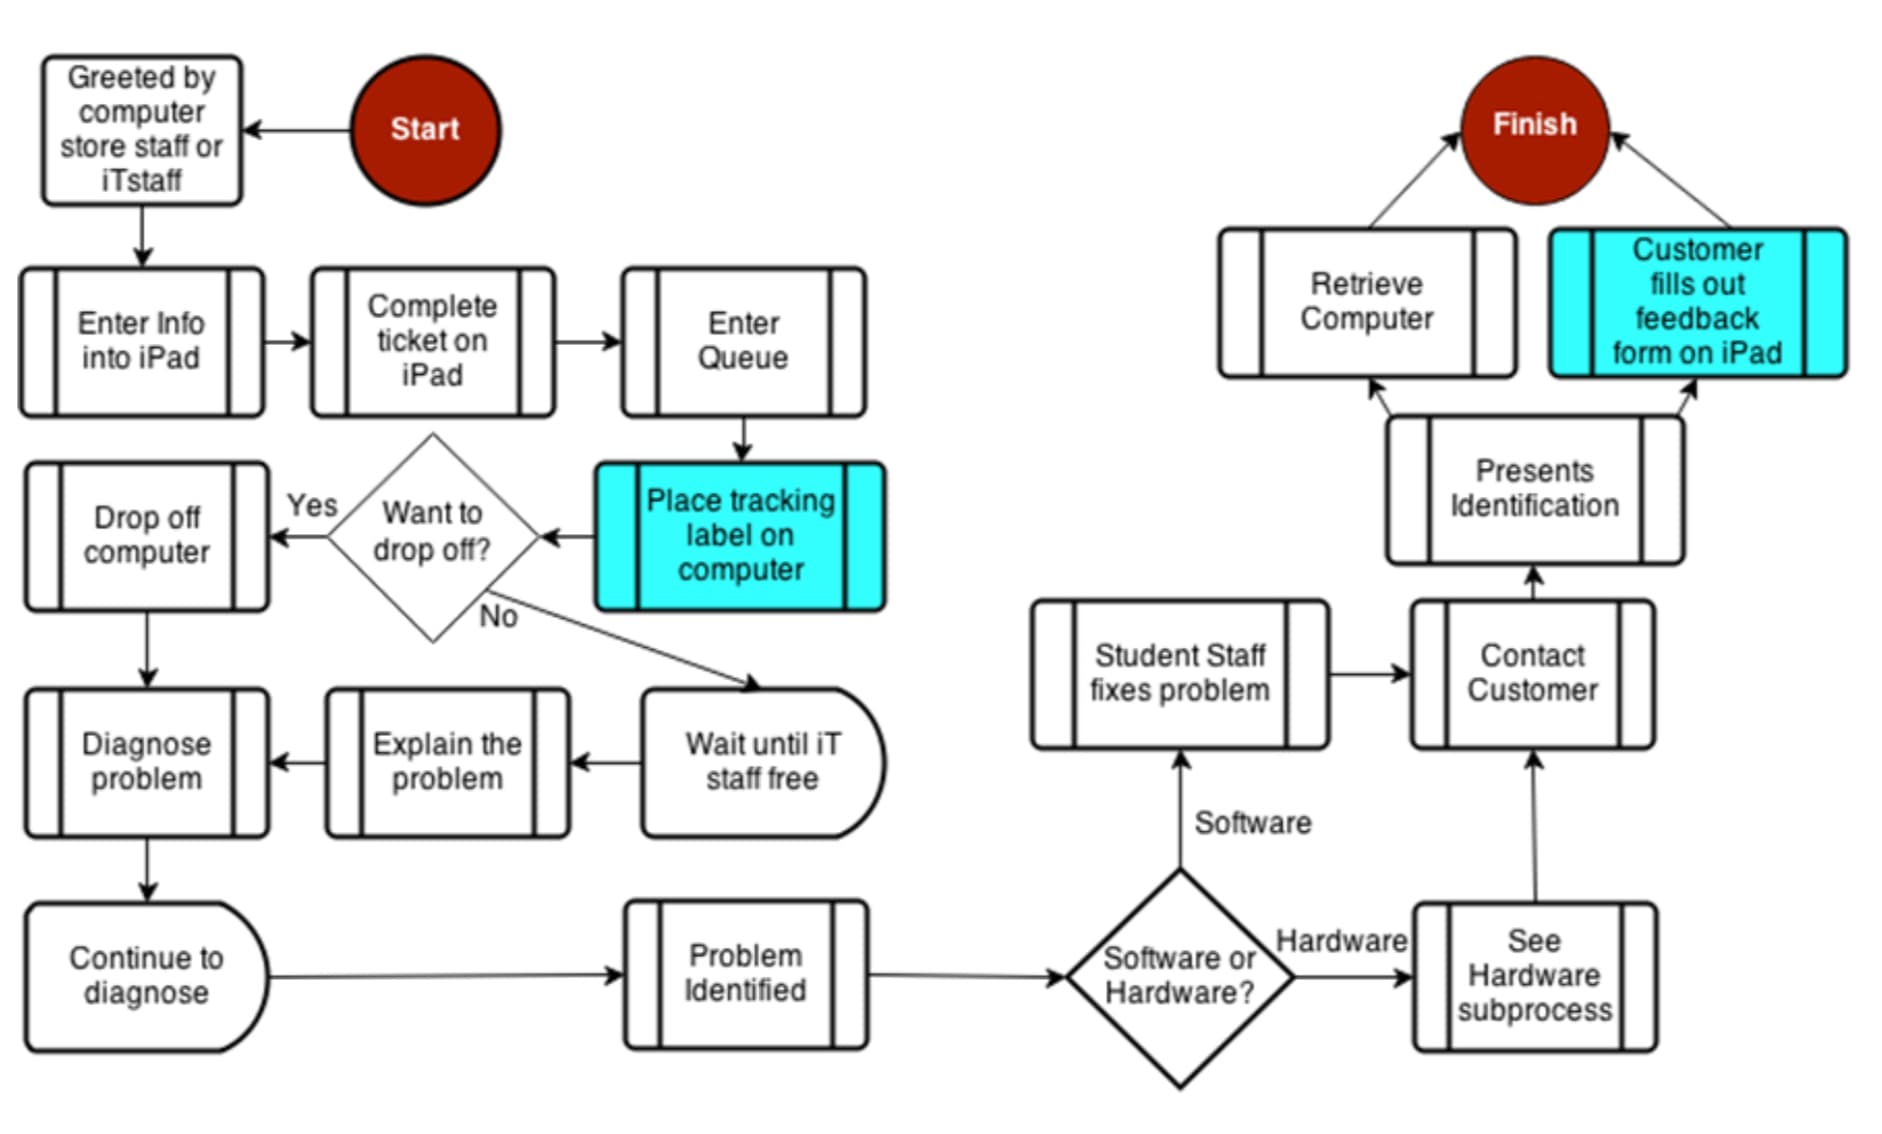 Start
Greeted by
computer
store staff or
iTstaff
Enter Info
into iPad
Complete
ticket on
iPad
Enter
Queue
Place tracking
label on
computer
Want to
drop off?
Yes
No
Drop off
computer
Wait until iT
staff free
Explain the
problem
Diagnose
problem
Continue to
diagnose
Problem
Identified
Software or
Hardware?
Software
Hardware
Student Staff
fixes problem
See
Hardware
subprocess
Contact
Customer
Presents
Identification
Retrieve
Computer
Customer
fills out
feedback
form on iPad
Finish